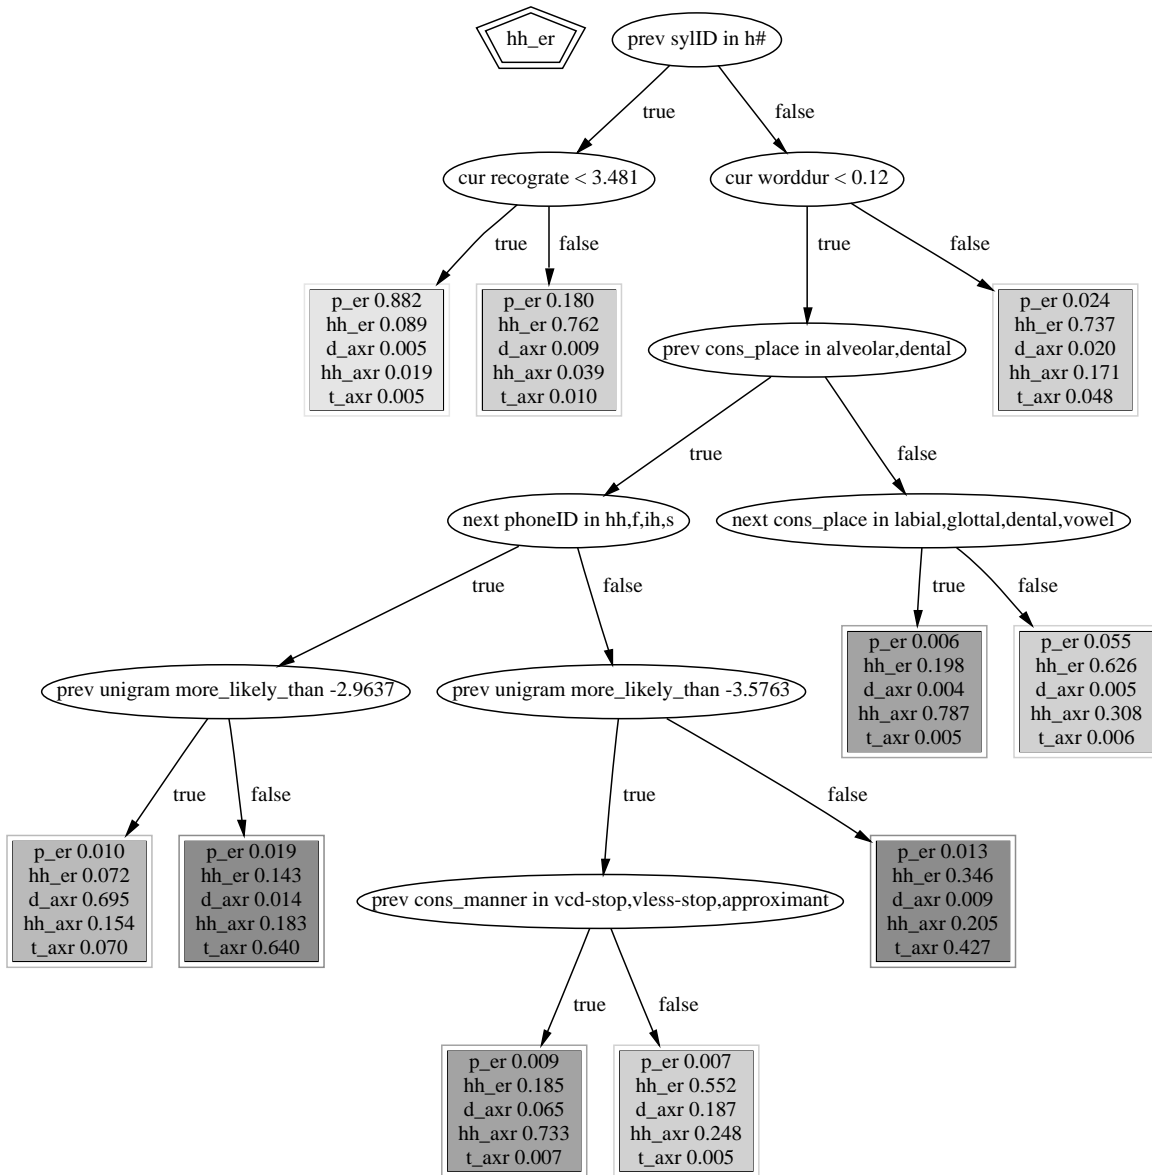 hh_er
prev sylID in h#
true
false
cur recograte < 3.481
cur worddur < 0.12
true
false
true
false
p_er 0.882
hh_er 0.089
d_axr 0.005
hh_axr 0.019
t_axr 0.005
p_er 0.180
hh_er 0.762
d_axr 0.009
hh_axr 0.039
t_axr 0.010
p_er 0.024
hh_er 0.737
d_axr 0.020
hh_axr 0.171
t_axr 0.048
prev cons_place in alveolar,dental
true
false
next phoneID in hh,f,ih,s
next cons_place in labial,glottal,dental,vowel
true
false
true
false
p_er 0.006
hh_er 0.198
d_axr 0.004
hh_axr 0.787
t_axr 0.005
p_er 0.055
hh_er 0.626
d_axr 0.005
hh_axr 0.308
t_axr 0.006
prev unigram more_likely_than -2.9637
prev unigram more_likely_than -3.5763
true
false
true
false
p_er 0.010
hh_er 0.072
d_axr 0.695
hh_axr 0.154
t_axr 0.070
p_er 0.019
hh_er 0.143
d_axr 0.014
hh_axr 0.183
t_axr 0.640
p_er 0.013
hh_er 0.346
d_axr 0.009
hh_axr 0.205
t_axr 0.427
prev cons_manner in vcd-stop,vless-stop,approximant
true
false
p_er 0.009
hh_er 0.185
d_axr 0.065
hh_axr 0.733
t_axr 0.007
p_er 0.007
hh_er 0.552
d_axr 0.187
hh_axr 0.248
t_axr 0.005